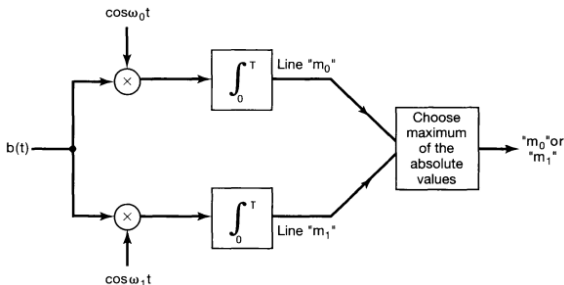 cosω₀t
×
∫₀ᵀ
Line "m₀"
b(t)
Choose
maximum
of the
absolute
values
"m₀"or
"m₁"
×
∫₀ᵀ
Line "m₁"
cosω₁t